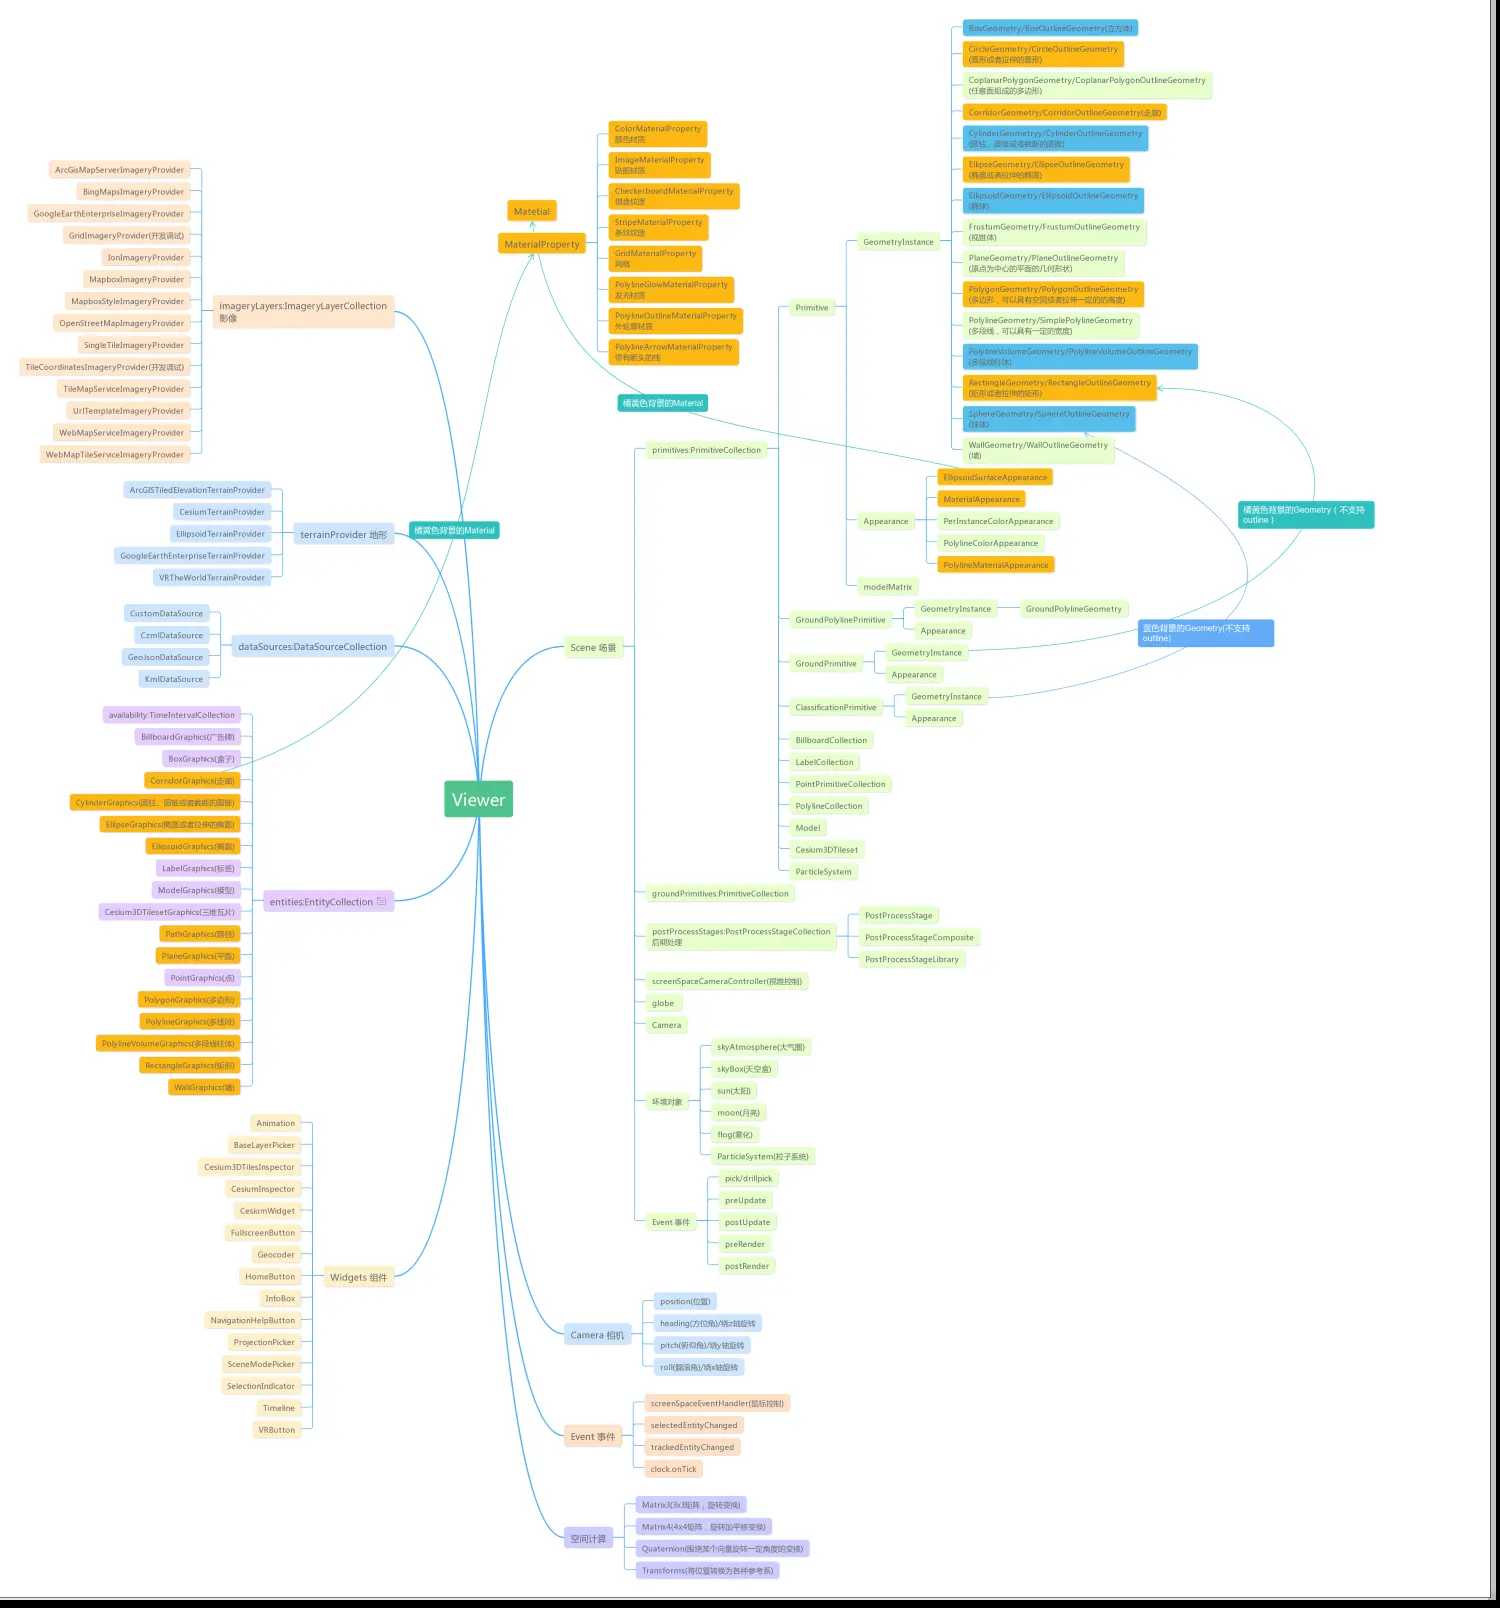 ArcGisMapServerImageryProvider
BingMapsImageryProvider
GoogleEarthEnterpriseImageryProvider
GridImageryProvider(开发调试)
IonImageryProvider
MapboxImageryProvider
MapboxStyleImageryProvider
OpenStreetMapImageryProvider
SingleTileImageryProvider
TileCoordinatesImageryProvider(开发调试)
TileMapServiceImageryProvider
UrlTemplateImageryProvider
WebMapServiceImageryProvider
WebMapTileServiceImageryProvider
imageryLayers:ImageryLayerCollection
影像
ArcGISTiledElevationTerrainProvider
CesiumTerrainProvider
EllipsoidTerrainProvider
GoogleEarthEnterpriseTerrainProvider
VRTheWorldTerrainProvider
terrainProvider 地形
CustomDataSource
CzmlDataSource
GeoJsonDataSource
KmlDataSource
dataSources:DataSourceCollection
availability:TimeIntervalCollection
BillboardGraphics(广告牌)
BoxGraphics(盒子)
CorridorGraphics(走廊)
CylinderGraphics(圆柱、圆锥或者截断的圆锥)
EllipseGraphics(椭圆或者拉伸的椭圆)
EllipsoidGraphics(椭圆)
LabelGraphics(标签)
ModelGraphics(模型)
Cesium3DTilesetGraphics(三维瓦片)
PathGraphics(路径)
PlaneGraphics(平面)
PointGraphics(点)
PolygonGraphics(多边形)
PolylineGraphics(多线段)
PolylineVolumeGraphics(多段线柱体)
RectangleGraphics(矩形)
WallGraphics(墙)
entities:EntityCollection
Animation
BaseLayerPicker
Cesium3DTilesInspector
CesiumInspector
CesiumWidget
FullscreenButton
Geocoder
HomeButton
InfoBox
NavigationHelpButton
ProjectionPicker
SceneModePicker
SelectionIndicator
Timeline
VRButton
Widgets 组件
Viewer
Matetial
MaterialProperty
ColorMaterialProperty
颜色材质
ImageMaterialProperty
贴图材质
CheckerboardMaterialProperty
棋盘纹理
StripeMaterialProperty
条纹纹理
GridMaterialProperty
网格
PolylineGlowMaterialProperty
发光材质
PolylineOutlineMaterialProperty
外轮廓材质
PolylineArrowMaterialProperty
带有箭头的线
橘黄色背景的Material
橘黄色背景的Material
Scene 场景
primitives:PrimitiveCollection
Primitive
GeometryInstance
BoxGeometry/BoxOutlineGeometry(立方体)
CircleGeometry/CircleOutlineGeometry
(圆形或者拉伸的圆形)
CoplanarPolygonGeometry/CoplanarPolygonOutlineGeometry
(任意面组成的多边形)
CorridorGeometry/CorridorOutlineGeometry(走廊)
CylinderGeometry/CylinderOutlineGeometry
(圆柱、圆锥或者截断的圆锥)
EllipseGeometry/EllipseOutlineGeometry
(椭圆或者拉伸的椭圆)
EllipsoidGeometry/EllipsoidOutlineGeometry
(椭球)
FrustumGeometry/FrustumOutlineGeometry
(视锥体)
PlaneGeometry/PlaneOutlineGeometry
(原点为中心的平面的几何形状)
PolygonGeometry/PolygonOutlineGeometry
(多边形，可以具有空洞或者拉伸一定的的高度)
PolylineGeometry/SimplePolylineGeometry
(多段线，可以具有一定的宽度)
PolylineVolumeGeometry/PolylineVolumeOutlineGeometry
(多段线柱体)
RectangleGeometry/RectangleOutlineGeometry
(矩形或者拉伸的矩形)
SphereGeometry/SphereOutlineGeometry
(球体)
WallGeometry/WallOutlineGeometry
(墙)
Appearance
EllipsoidSurfaceAppearance
MaterialAppearance
PerInstanceColorAppearance
PolylineColorAppearance
PolylineMaterialAppearance
modelMatrix
橘黄色背景的Geometry（不支持
outline）
蓝色背景的Geometry(不支持
outline)
GroundPolylinePrimitive
GeometryInstance
GroundPolylineGeometry
Appearance
GroundPrimitive
GeometryInstance
Appearance
ClassificationPrimitive
GeometryInstance
Appearance
BillboardCollection
LabelCollection
PointPrimitiveCollection
PolylineCollection
Model
Cesium3DTileset
ParticleSystem
groundPrimitives:PrimitiveCollection
postProcessStages:PostProcessStageCollection
后期处理
PostProcessStage
PostProcessStageComposite
PostProcessStageLibrary
screenSpaceCameraController(视锥控制)
globe
Camera
环境对象
skyAtmosphere(大气圈)
skyBox(天空盒)
sun(太阳)
moon(月亮)
flog(雾化)
ParticleSystem(粒子系统)
Event 事件
pick/drillpick
preUpdate
postUpdate
preRender
postRender
Camera 相机
position(位置)
heading(方位角)/绕z轴旋转
pitch(俯仰角)/绕y轴旋转
roll(翻滚角)/绕x轴旋转
Event 事件
screenSpaceEventHandler(鼠标控制)
selectedEntityChanged
trackedEntityChanged
clock.onTick
空间计算
Matrix3(3x3矩阵，旋转变换)
Matrix4(4x4矩阵，旋转加平移变换)
Quaternion(围绕某个向量旋转一定角度的变换)
Transforms(将位置转换为各种参考系)